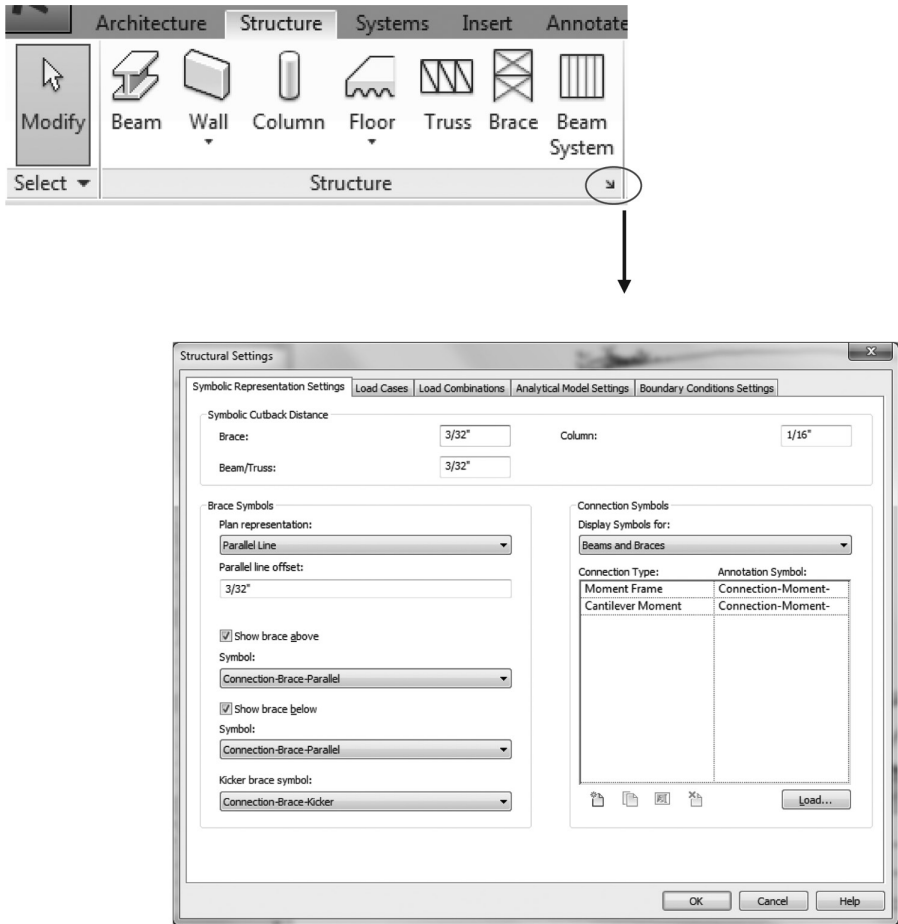 Architecture Structure Systems Insert Annotate
Modify Beam Wall Column Floor Truss Brace Beam System
Select Structure
Structural Settings
Symbolic Representation Settings Load Cases Load Combinations Analytical Model Settings Boundary Conditions Settings
Symbolic Cutback Distance
Brace: 3/32" Column: 1/16"
Beam/Truss: 3/32"
Brace Symbols
Plan representation:
Parallel Line
Parallel line offset:
3/32"
Show brace above
Symbol:
Connection-Brace-Parallel
Show brace below
Symbol:
Connection-Brace-Parallel
Kicker brace symbol:
Connection-Brace-Kicker
Connection Symbols
Display Symbols for:
Beams and Braces
Connection Type: Annotation Symbol:
Moment Frame Connection-Moment-
Cantilever Moment Connection-Moment-
Load...
OK Cancel Help